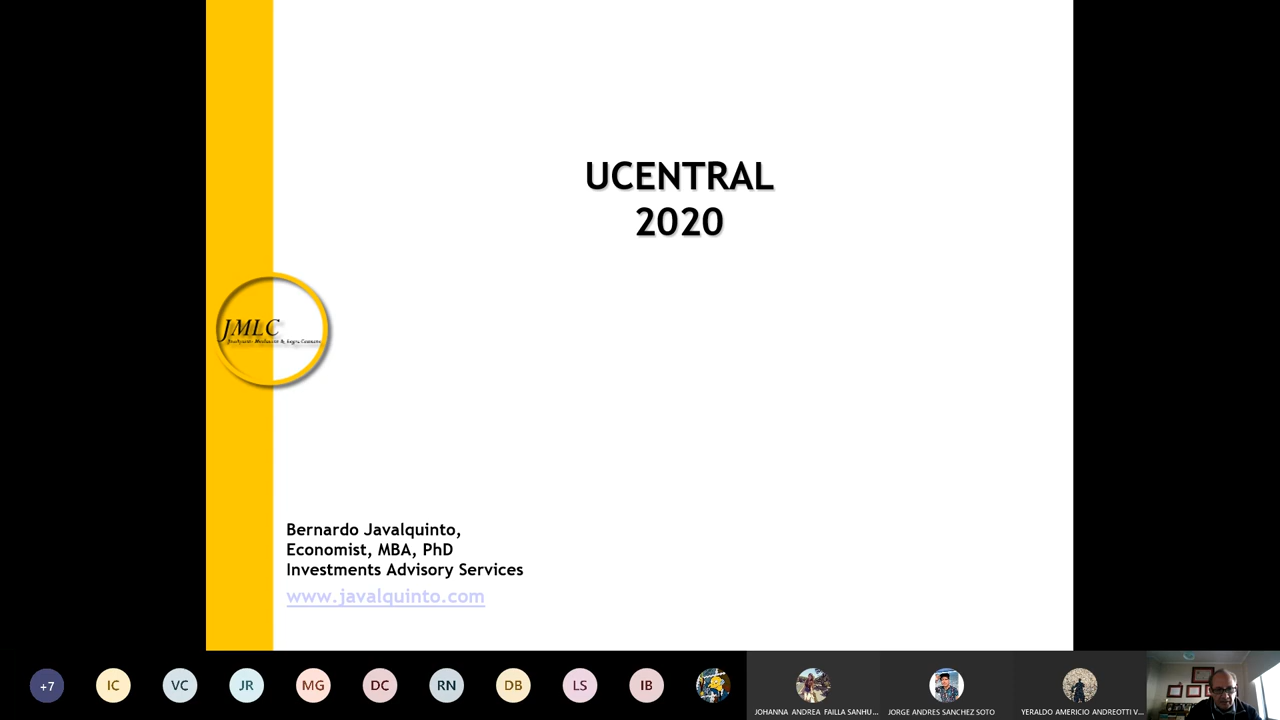 UCENTRAL
2020
JMLC
Bernardo Javalquinto,
Economist, MBA, PhD
Investments Advisory Services
www.javalquinto.com
+7
IC
VC
JR
MG
DC
RN
DB
LS
IB
JOHANNA ANDREA FAILLA SANHU...
JORGE ANDRES SANCHEZ SOTO
YERALDO AMERICIO ANDREOTTI V...